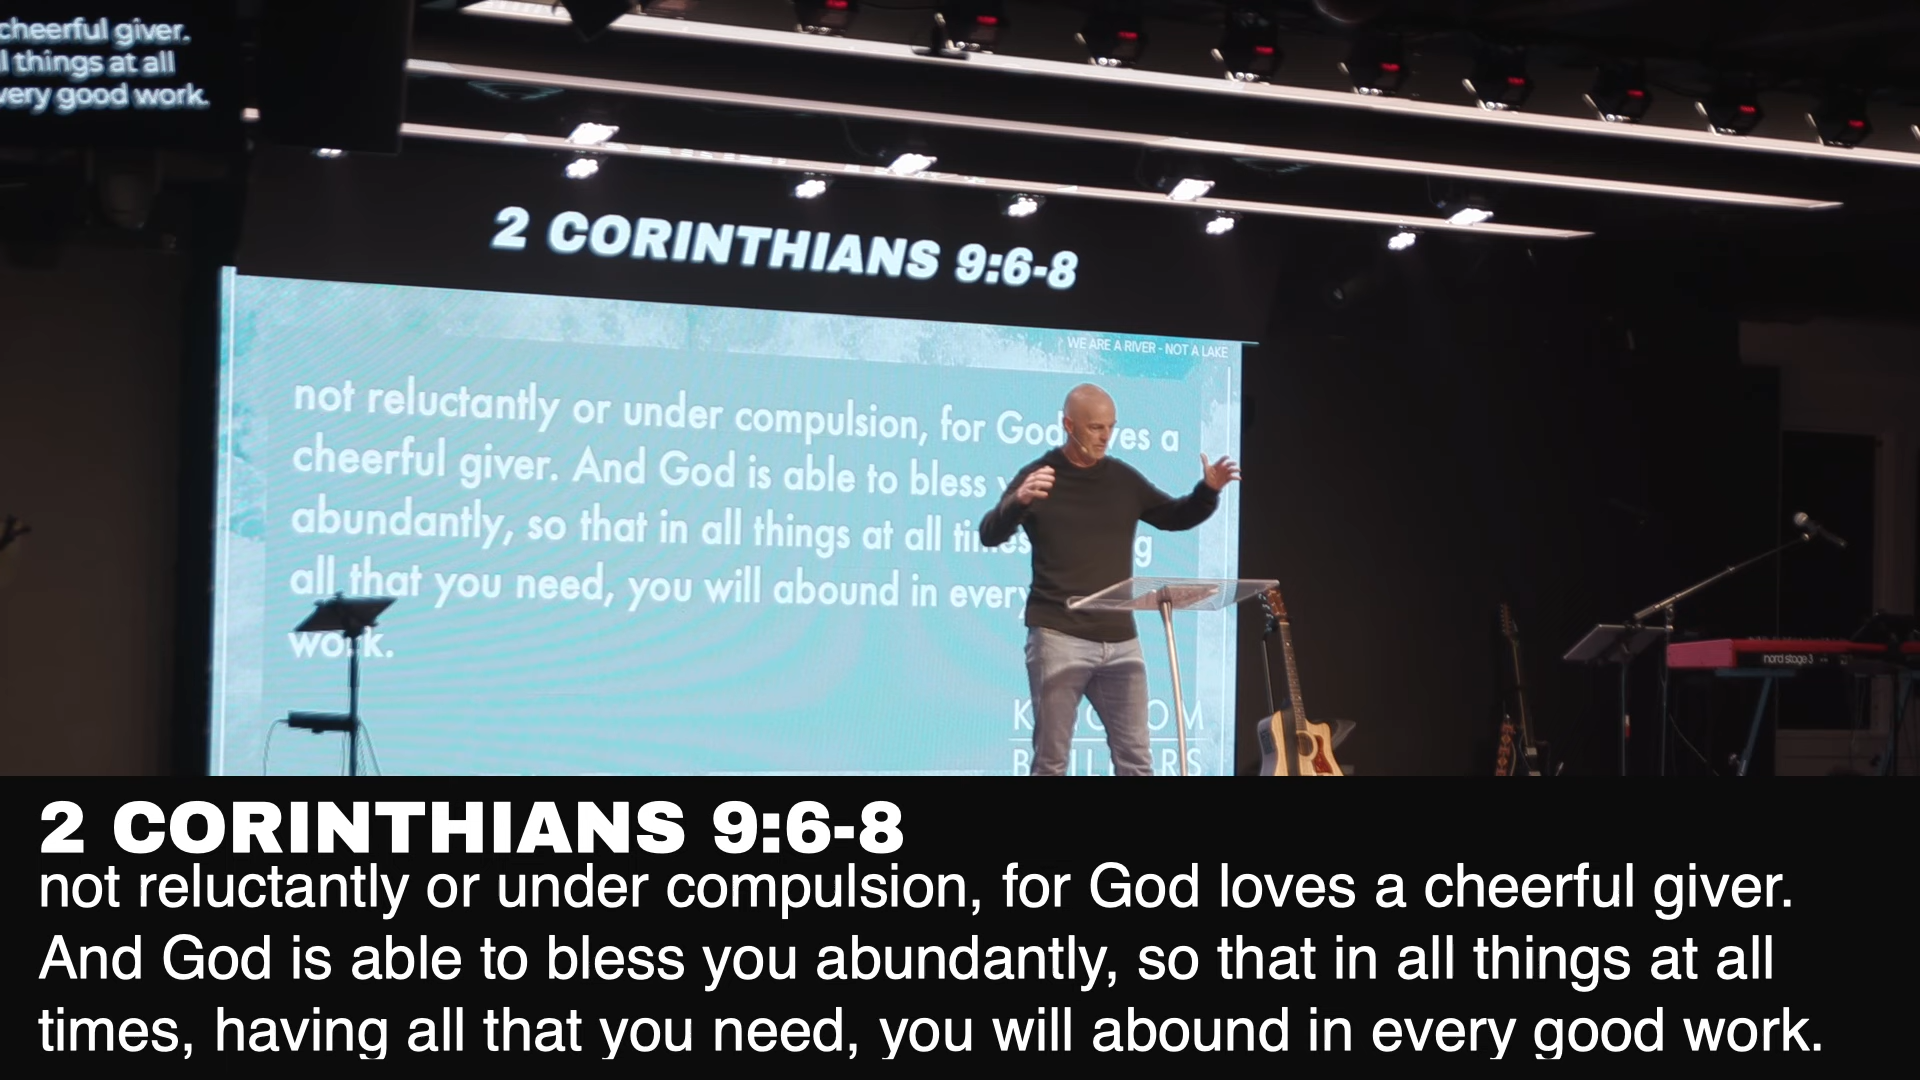 cheerful giver.
things at all
very good work.
2 CORINTHIANS 9:6-8
WE ARE A RIVER - NOT A LAKE
not reluctantly or under compulsion, for God a
cheerful giver. And God is able to bless
abundantly, so that in all things at all times
all that you need, you will abound in every
work.
nord stage 3
2 CORINTHIANS 9:6-8
not reluctantly or under compulsion, for God loves a cheerful giver.
And God is able to bless you abundantly, so that in all things at all
times, having all that you need, you will abound in every good work.